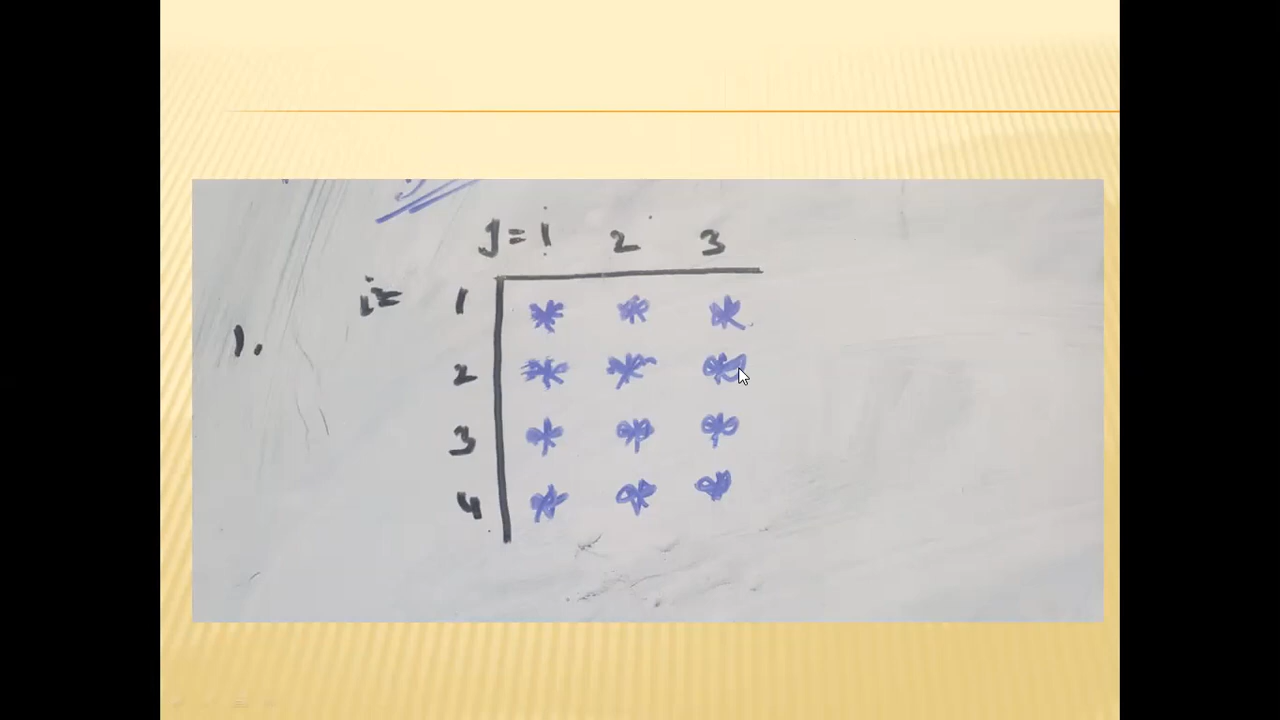 j= 1 2 3
i= 1 * * *
1.
2 * * *
3 * * *
4 * * *